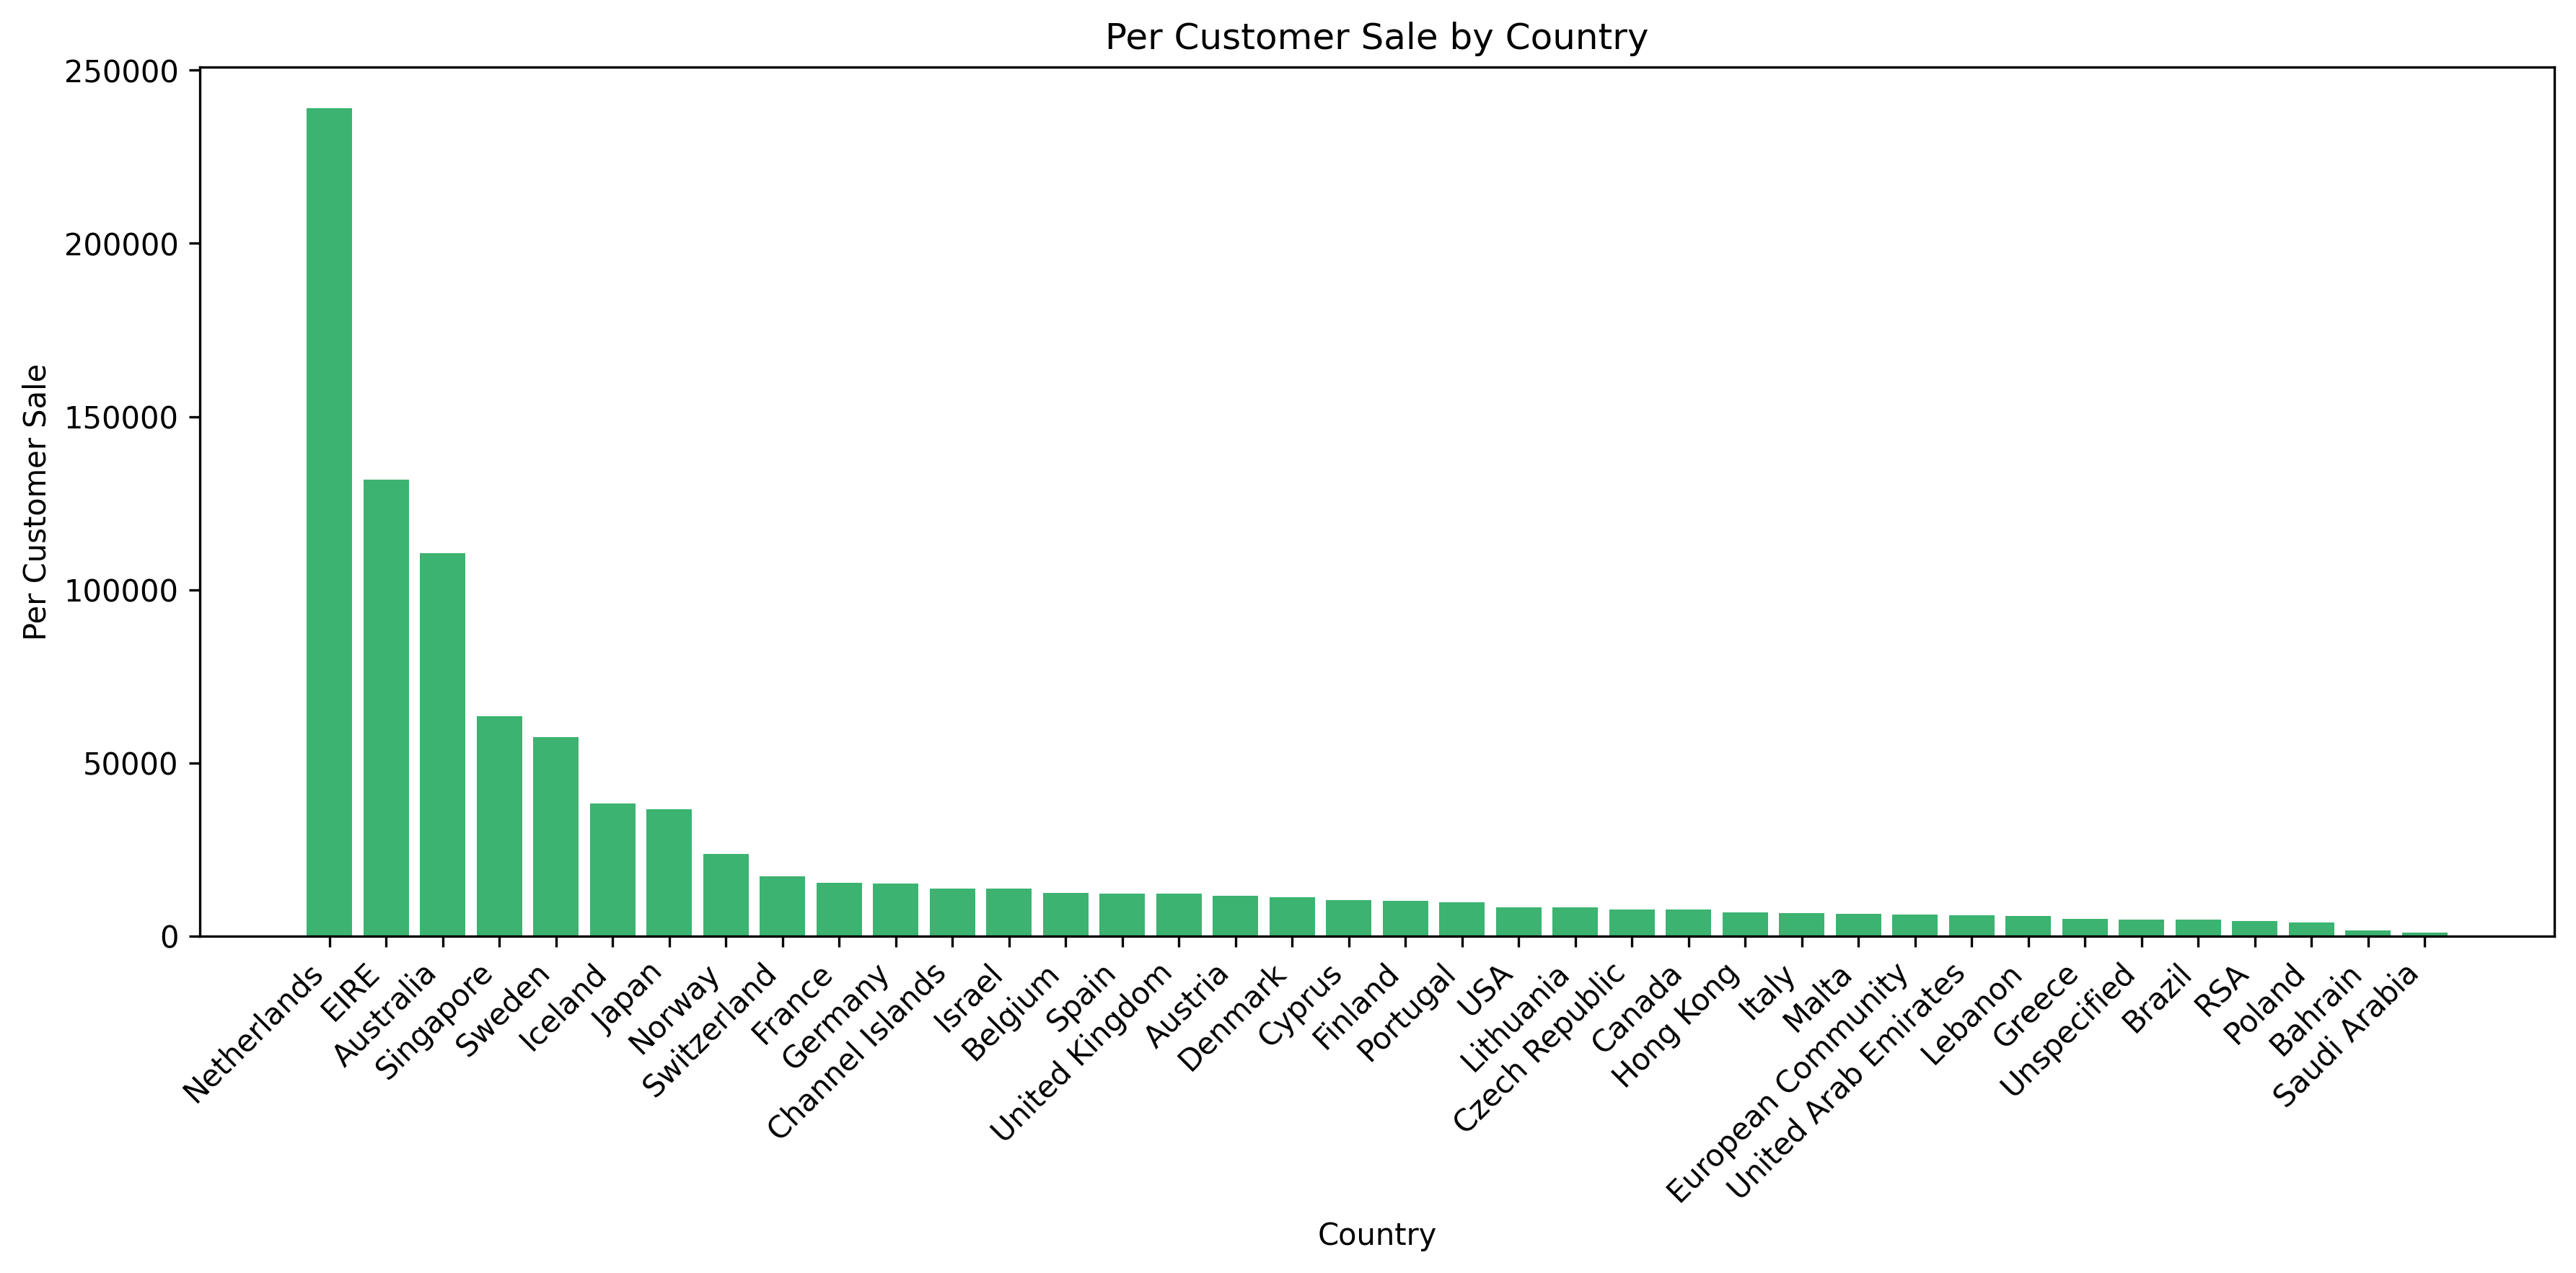 Per Customer Sale by Country
Per Customer Sale
250000
200000
150000
100000
50000
0
Netherlands
EIRE
Australia
Singapore
Sweden
Iceland
Japan
Norway
Switzerland
France
Germany
Channel Islands
Israel
Belgium
Spain
United Kingdom
Austria
Denmark
Cyprus
Finland
Portugal
USA
Lithuania
Czech Republic
Canada
Hong Kong
Italy
Malta
European Community
United Arab Emirates
Lebanon
Greece
Unspecified
Brazil
RSA
Poland
Bahrain
Saudi Arabia
Country